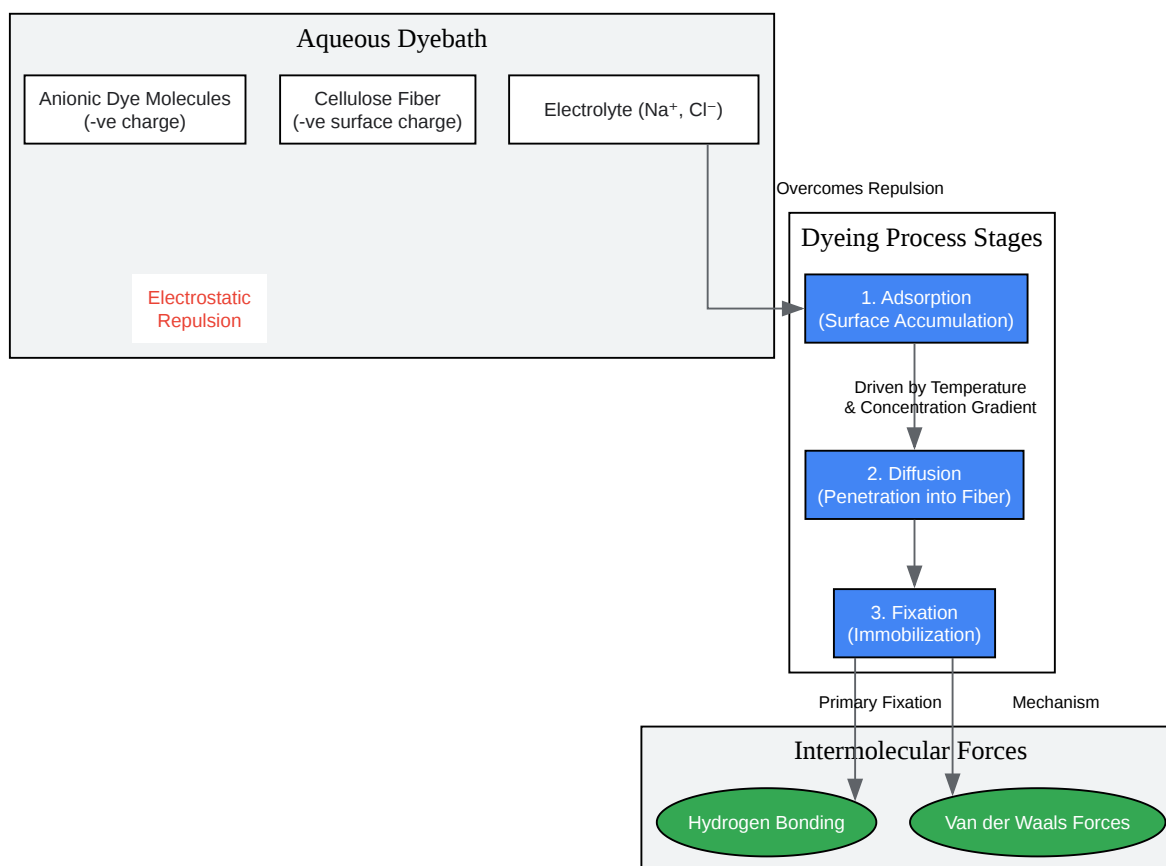 Aqueous Dyebath
Anionic Dye Molecules
(-ve charge)
Cellulose Fiber
(-ve surface charge)
Electrolyte (Na⁺, Cl⁻)
Overcomes Repulsion
Electrostatic
Repulsion
Dyeing Process Stages
1. Adsorption
(Surface Accumulation)
Driven by Temperature
& Concentration Gradient
2. Diffusion
(Penetration into Fiber)
3. Fixation
(Immobilization)
Primary Fixation
Mechanism
Intermolecular Forces
Hydrogen Bonding
Van der Waals Forces